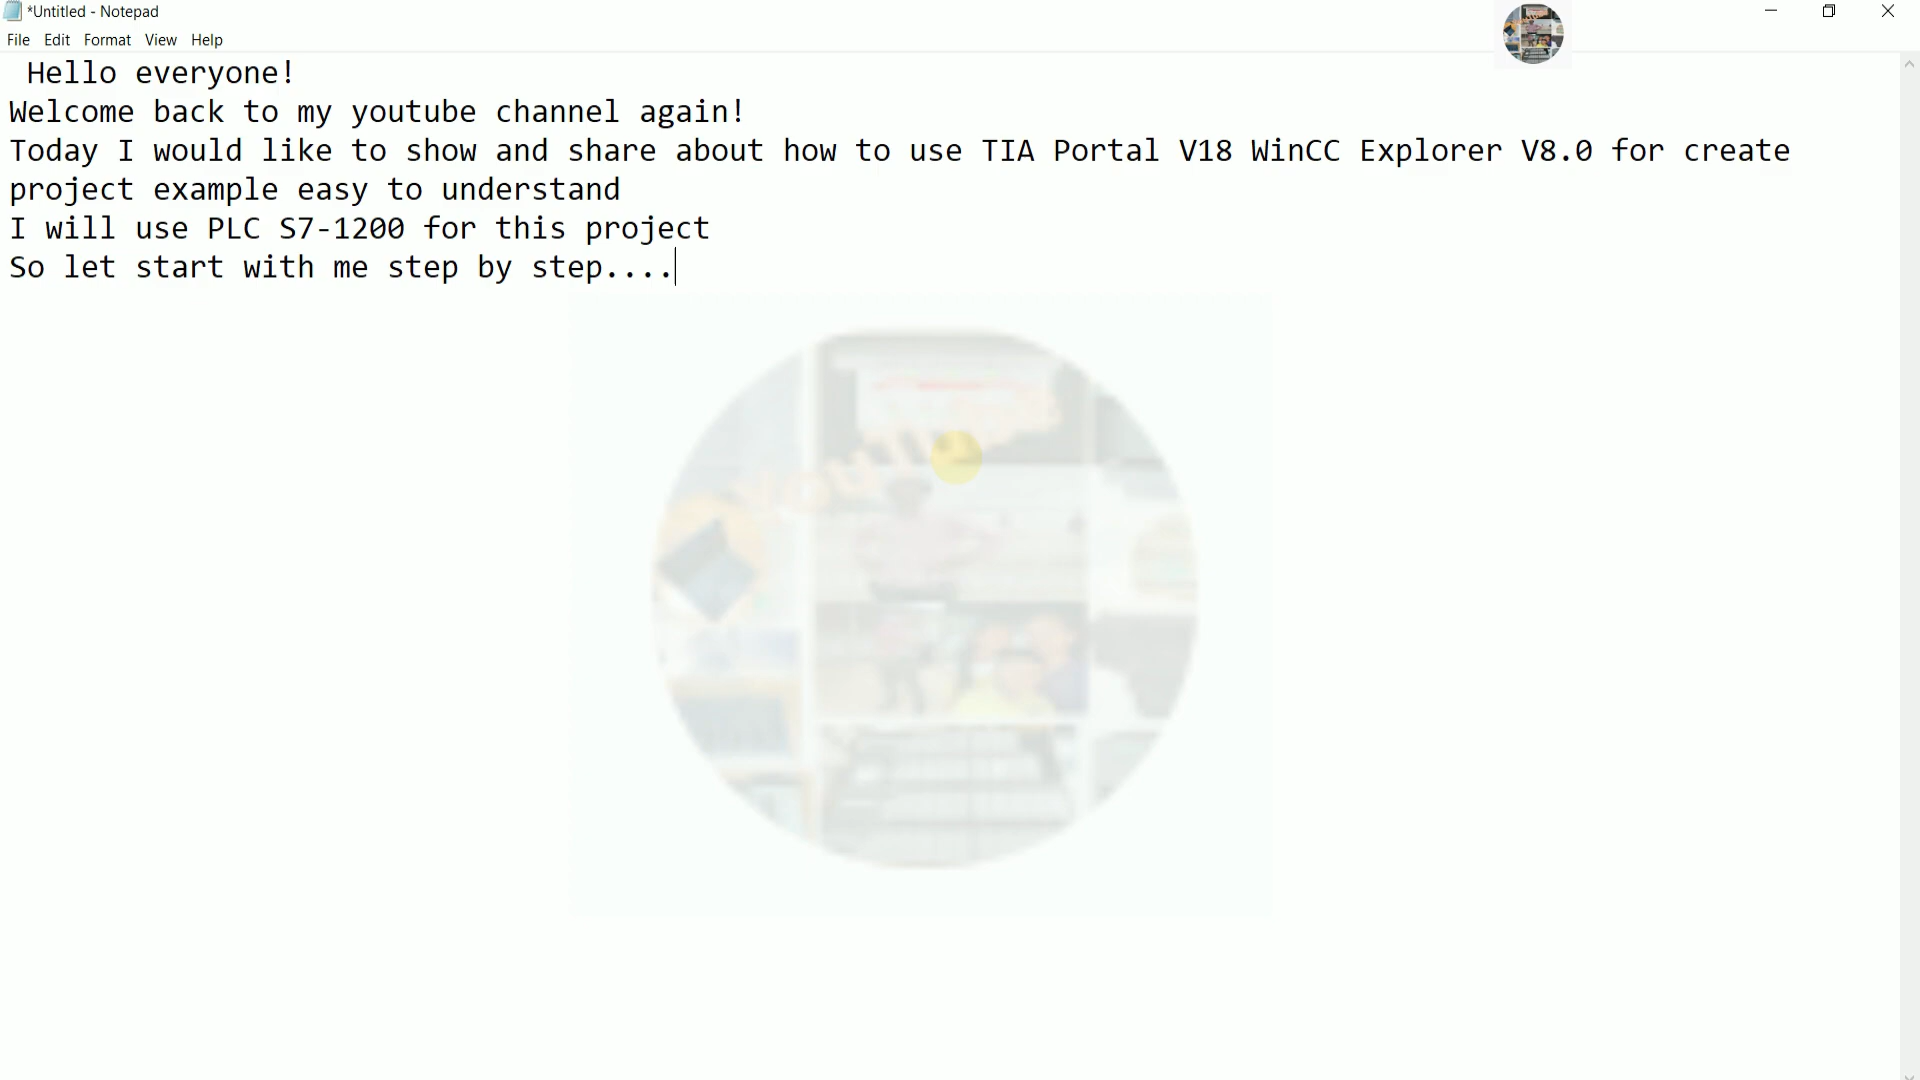 *Untitled - Notepad
File Edit Format View Help
Hello everyone!
Welcome back to my youtube channel again!
Today I would like to show and share about how to use TIA Portal V18 WinCC Explorer V8.0 for create
project example easy to understand
I will use PLC S7-1200 for this project
So let start with me step by step....